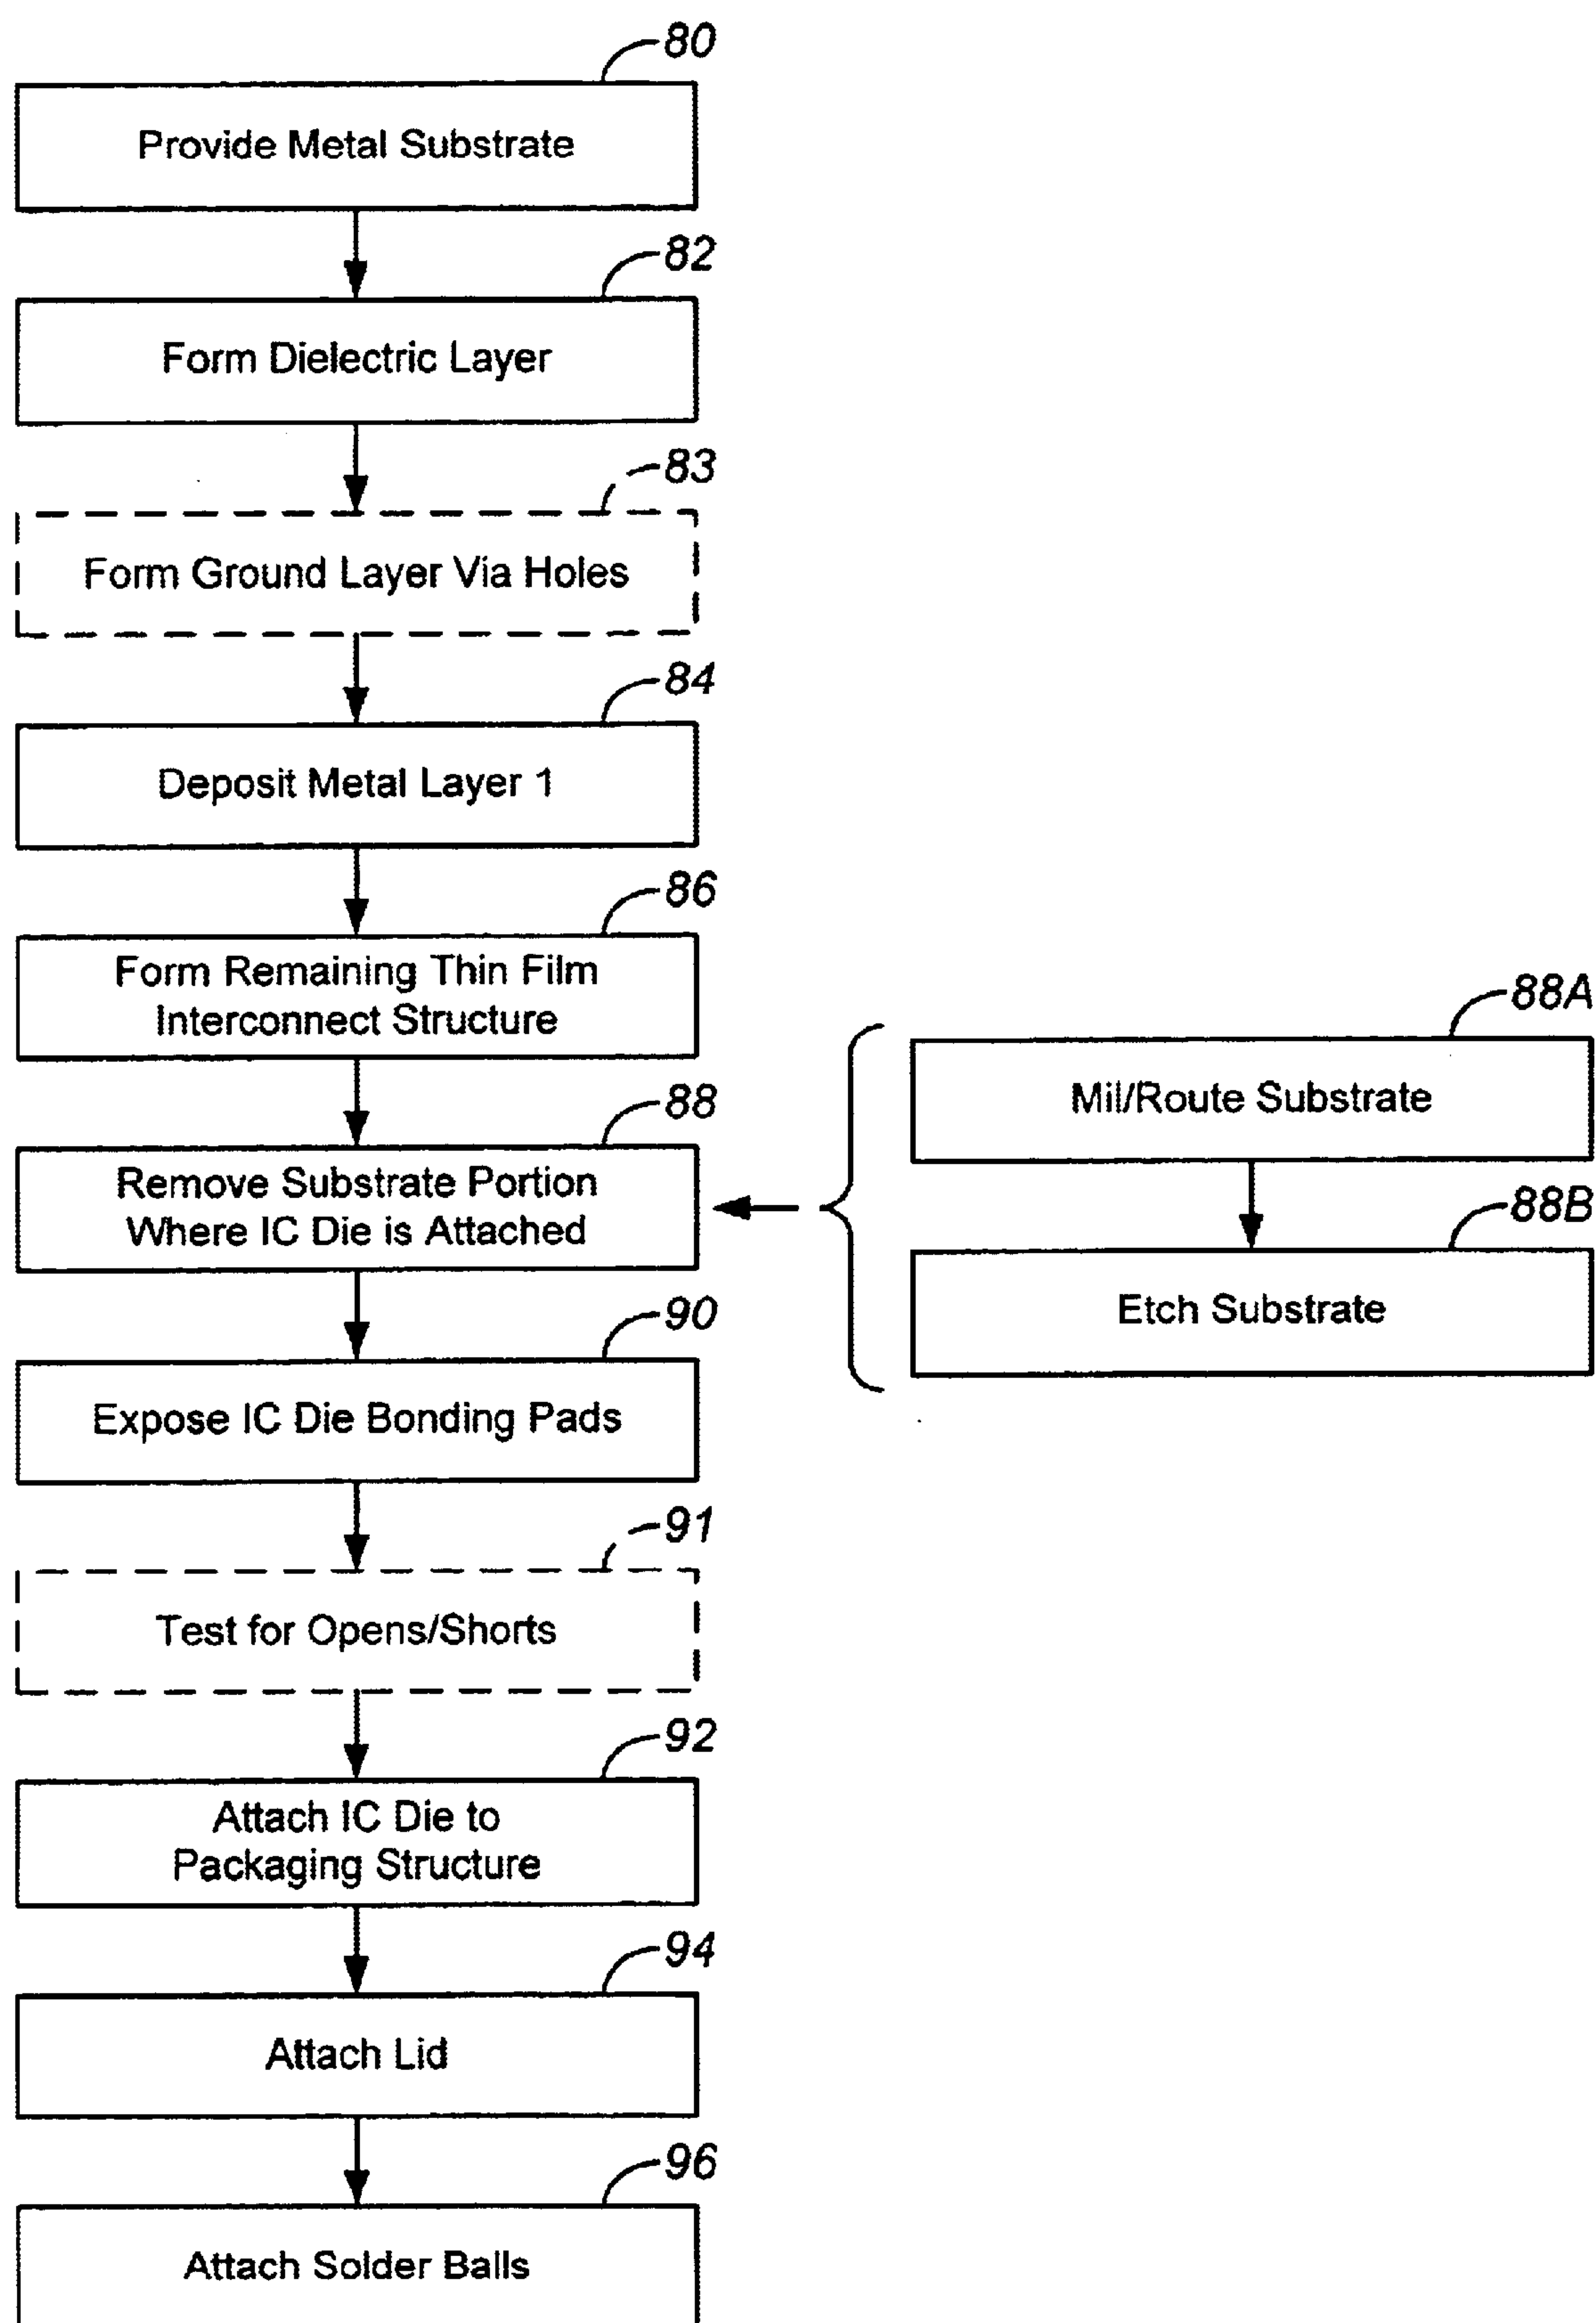 80
Provide Metal Substrate
82
Form Dielectric Layer
83
Form Ground Layer Via Holes
84
Deposit Metal Layer 1
86
Form Remaining Thin Film
Interconnect Structure
88
Remove Substrate Portion
Where IC Die is Attached
88A
Mil/Route Substrate
88B
Etch Substrate
90
Expose IC Die Bonding Pads
91
Test for Opens/Shorts
92
Attach IC Die to
Packaging Structure
94
Attach Lid
96
Attach Solder Balls